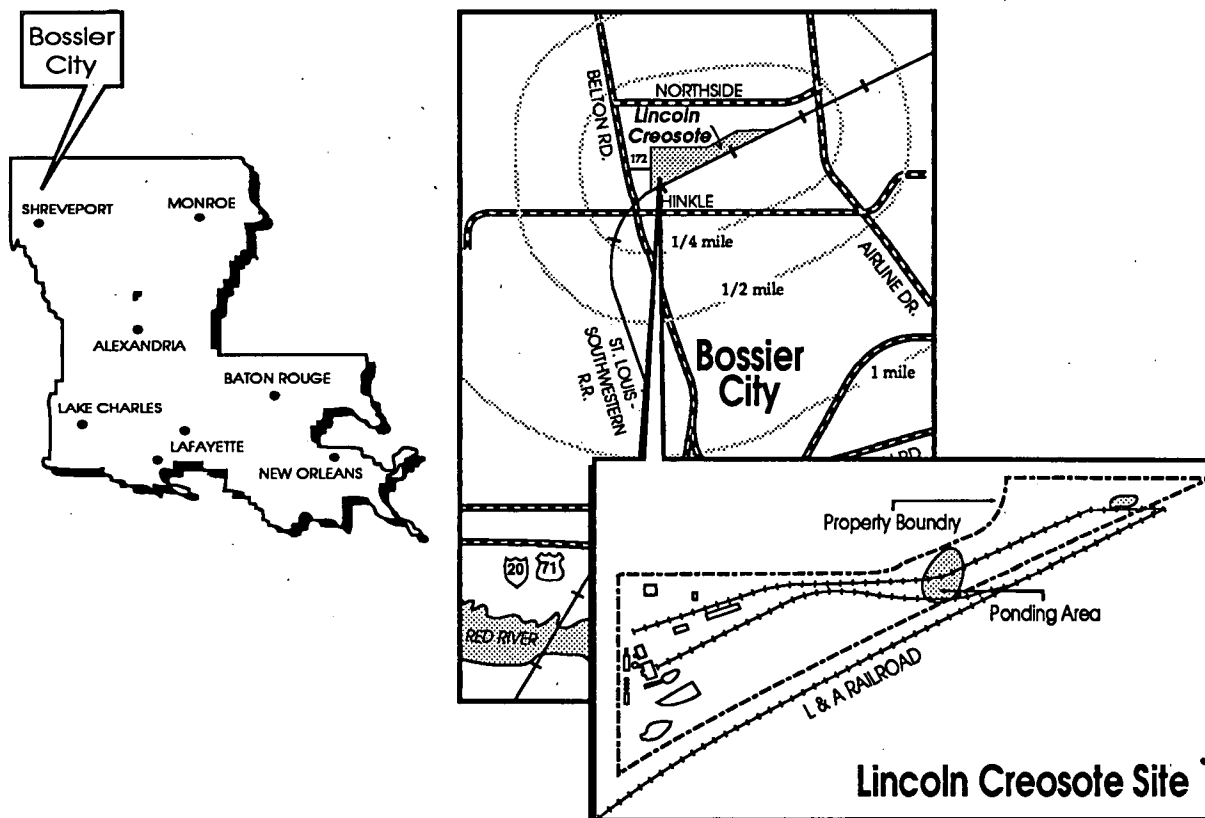 Bossier
City
SHREVEPORT
MONROE
ALEXANDRIA
BATON ROUGE
LAKE CHARLES
LAFAYETTE
NEW ORLEANS
BELTON RD.
NORTHSIDE
Lincoln
Creosote
172
HINKLE
1/4 mile
1/2 mile
AIRLINE DR.
ST. LOUIS -
SOUTHWESTERN
R.R.
Bossier
City
1 mile
RD.
20
71
RED RIVER
Property Boundry
Ponding Area
L & A RAILROAD
Lincoln Creosote Site